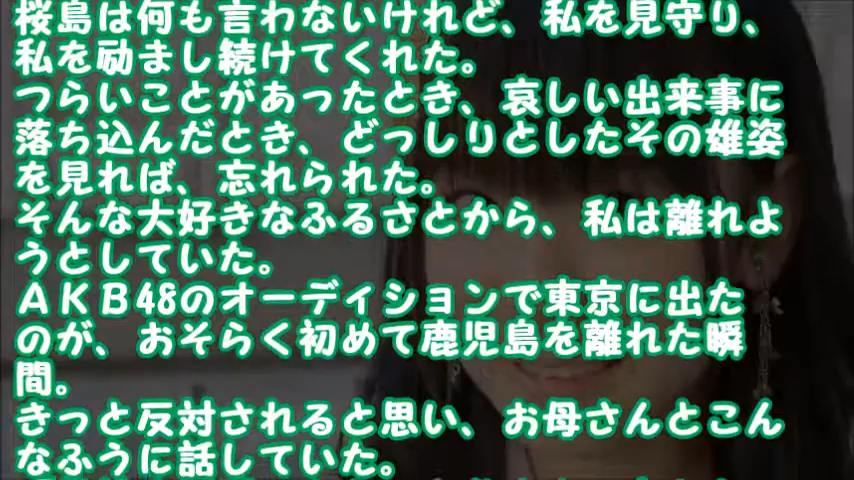 桜島は何も言わないけれど、私を見守り、
私を励まし続けてくれた。
つらいことがあったとき、哀しい出来事に
落ち込んだとき、どっしりとしたその雄姿
を見れば、忘れられた。
そんな大好きなふるさとから、私は離れよ
うとしていた。
ＡＫＢ48のオーディションで東京に出た
のが、おそらく初めて鹿児島を離れた瞬
間。
きっと反対されると思い、お母さんとこん
なふうに話していた。